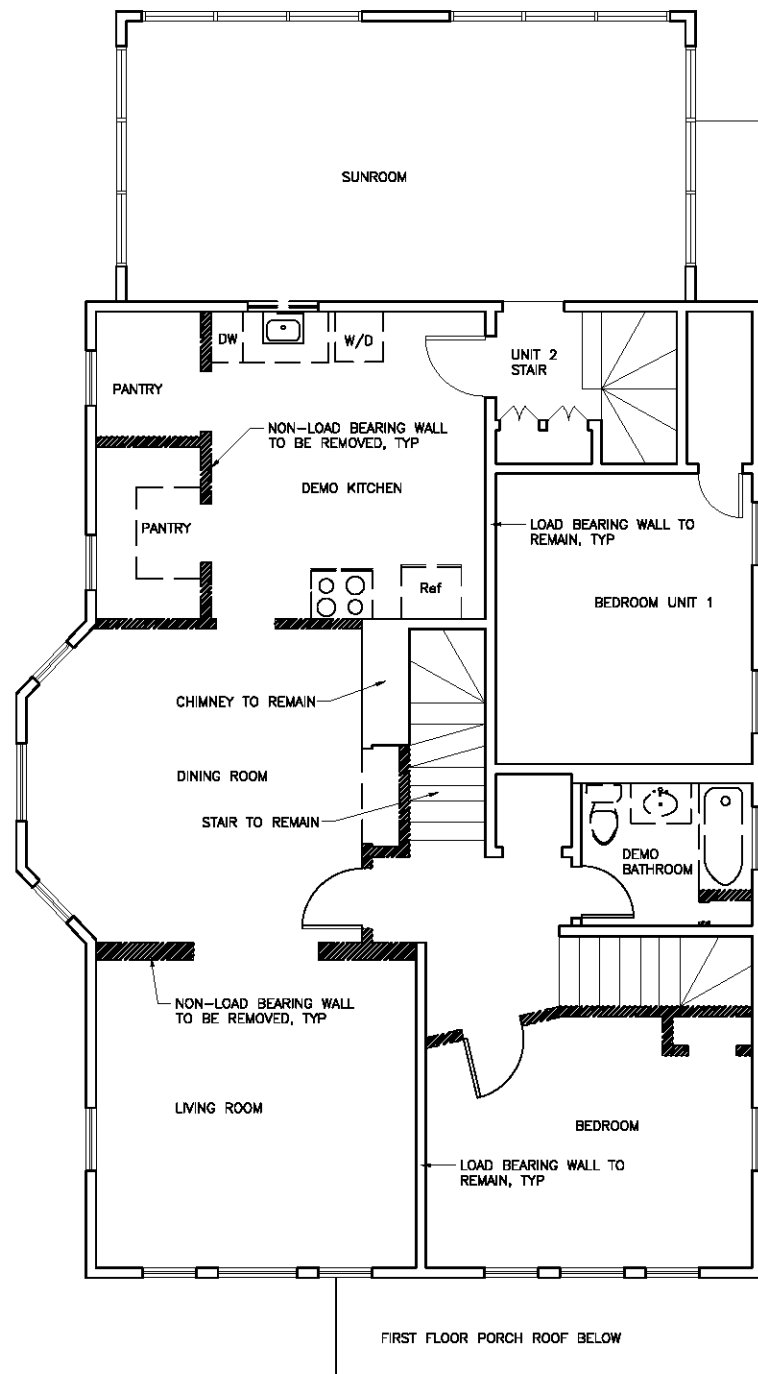 SUNROOM
DW
W/D
UNIT 2
STAIR
PANTRY
NON-LOAD BEARING WALL
TO BE REMOVED, TYP
DEMO KITCHEN
PANTRY
LOAD BEARING WALL TO
REMAIN, TYP
Ref
BEDROOM UNIT 1
CHIMNEY TO REMAIN
DINING ROOM
STAIR TO REMAIN
DEMO
BATHROOM
NON-LOAD BEARING WALL
TO BE REMOVED, TYP
LIVING ROOM
BEDROOM
LOAD BEARING WALL TO
REMAIN, TYP
FIRST FLOOR PORCH ROOF BELOW